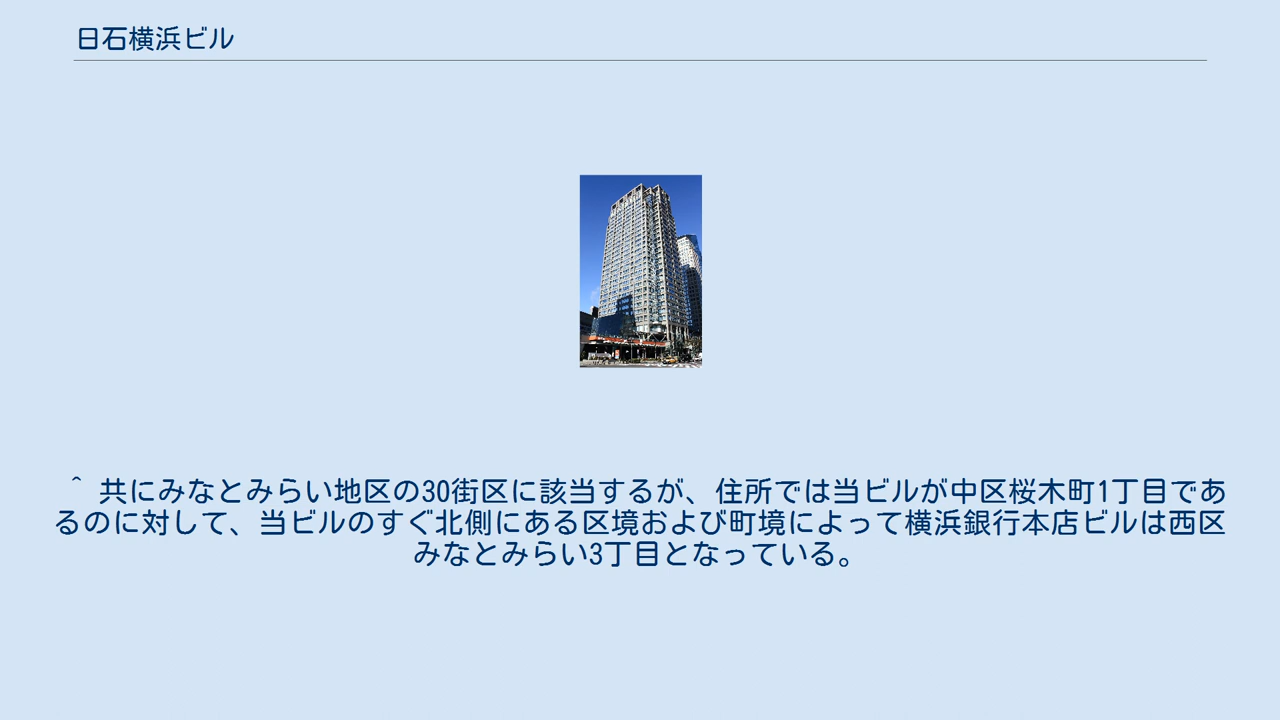 日石横浜ビル
^ 共にみなとみらい地区の30街区に該当するが、住所では当ビルが中区桜木町1丁目であ
るのに対して、当ビルのすぐ北側にある区境および町境によって横浜銀行本店ビルは西区
みなとみらい3丁目となっている。